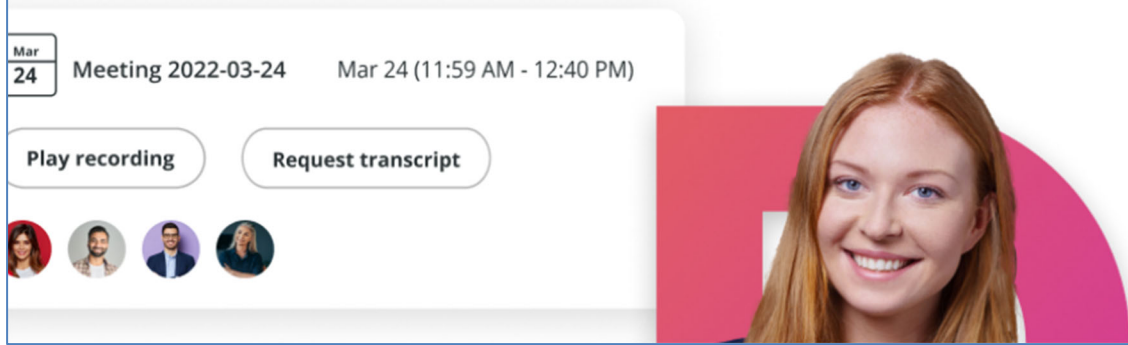 Mar
24
Meeting 2022-03-24
Mar 24 (11:59 AM - 12:40 PM)
Play recording
Request transcript